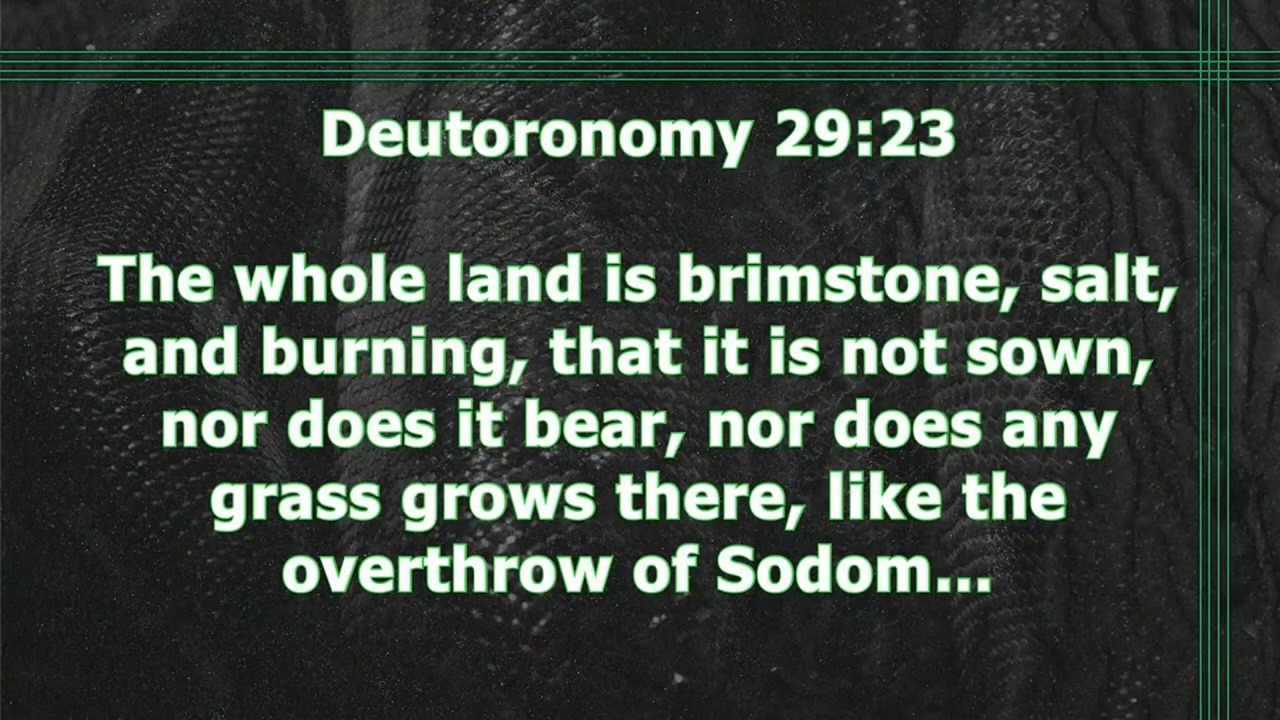 Deutoronomy 29:23
The whole land is brimstone, salt,
and burning, that it is not sown,
nor does it bear, nor does any
grass grows there, like the
overthrow of Sodom...